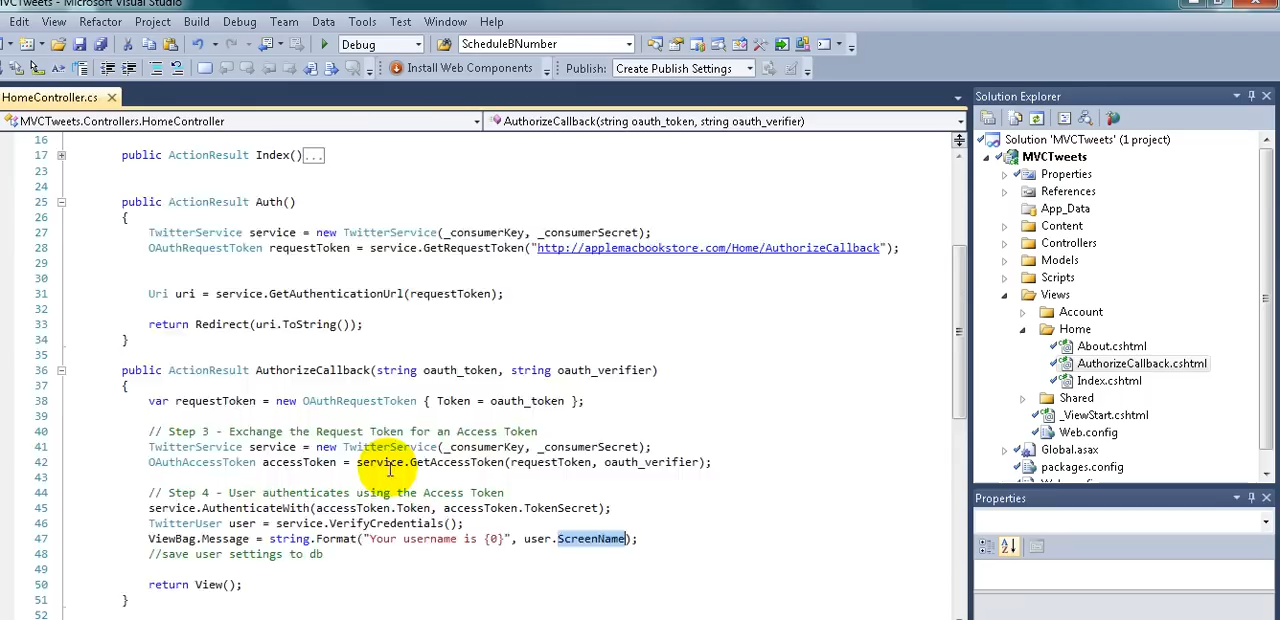 MVCTweets - Microsoft Visual Studio
Edit View Refactor Project Build Debug Team Data Tools Test Window Help
Debug ScheduleBNumber
Install Web Components Publish: Create Publish Settings
HomeController.cs
MVCTweets.Controllers.HomeController AuthorizeCallback(string oauth_token, string oauth_verifier)
16
17 public ActionResult Index()...
23
24
25 public ActionResult Auth()
26 {
27 TwitterService service = new TwitterService(_consumerKey, _consumerSecret);
28 OAuthRequestToken requestToken = service.GetRequestToken("http://applemacbookstore.com/Home/AuthorizeCallback");
29
30
31 Uri uri = service.GetAuthenticationUrl(requestToken);
32
33 return Redirect(uri.ToString());
34 }
35
36 public ActionResult AuthorizeCallback(string oauth_token, string oauth_verifier)
37 {
38 var requestToken = new OAuthRequestToken { Token = oauth_token };
39
40 // Step 3 - Exchange the Request Token for an Access Token
41 TwitterService service = new TwitterService(_consumerKey, _consumerSecret);
42 OAuthAccessToken accessToken = service.GetAccessToken(requestToken, oauth_verifier);
43
44 // Step 4 - User authenticates using the Access Token
45 service.AuthenticateWith(accessToken.Token, accessToken.TokenSecret);
46 TwitterUser user = service.VerifyCredentials();
47 ViewBag.Message = string.Format("Your username is {0}", user.ScreenName);
48 //save user settings to db
49
50 return View();
51 }
52
Solution Explorer
Solution 'MVCTweets' (1 project)
MVCTweets
Properties
References
App_Data
Content
Controllers
Models
Scripts
Views
Account
Home
About.cshtml
AuthorizeCallback.cshtml
Index.cshtml
Shared
_ViewStart.cshtml
Web.config
Global.asax
packages.config
Properties